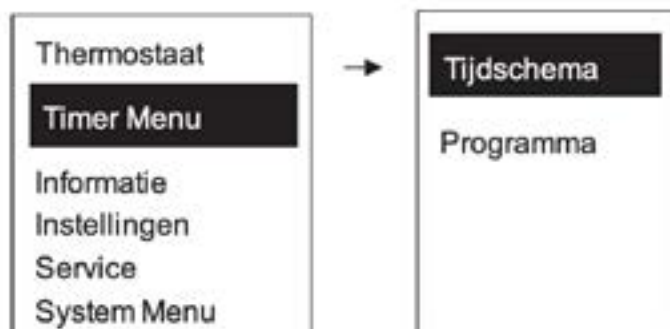 Thermostaat
Timer Menu
Informatie
Instellingen
Service
System Menu
Tijdschema
Programma